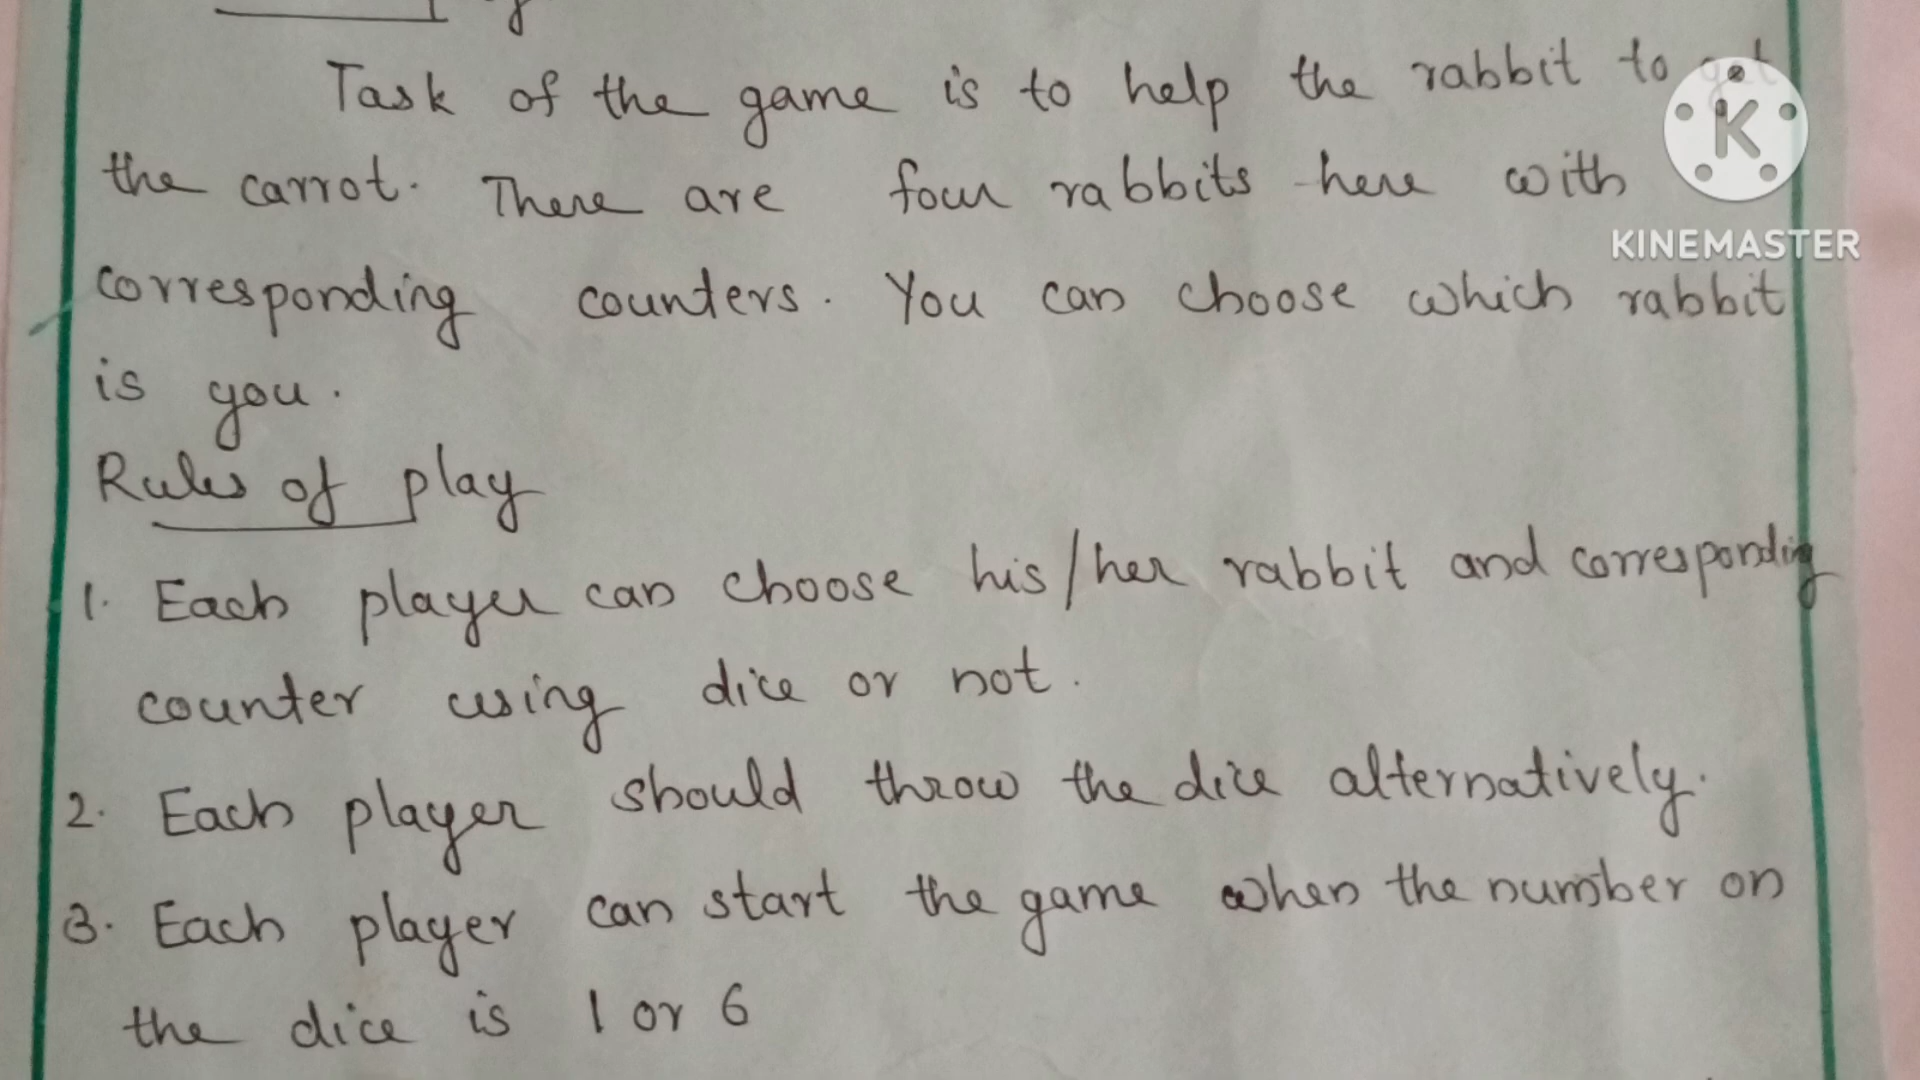 Task of the game is to help the rabbit to get
the carrot. There are four rabbits here with
K
KINEMASTER
corresponding counters. You can choose which rabbit
is you.
Rules of play
1. Each player can choose his/her rabbit and corresponding
counter using dice or not.
2. Each player should throw the dice alternatively.
3. Each player can start the game when the number on
the dice is 1 or 6